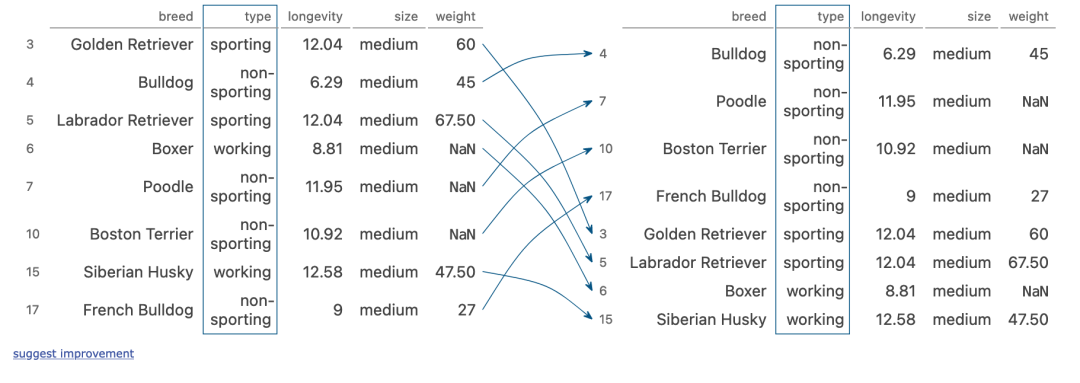 breed type longevity size weight
3 Golden Retriever sporting 12.04 medium 60
4 Bulldog non-
sporting 6.29 medium 45
5 Labrador Retriever sporting 12.04 medium 67.50
6 Boxer working 8.81 medium NaN
7 Poodle non-
sporting 11.95 medium NaN
10 Boston Terrier non-
sporting 10.92 medium NaN
15 Siberian Husky working 12.58 medium 47.50
17 French Bulldog non-
sporting 9 medium 27
breed type longevity size weight
4 Bulldog non-
sporting 6.29 medium 45
7 Poodle non-
sporting 11.95 medium NaN
10 Boston Terrier non-
sporting 10.92 medium NaN
17 French Bulldog non-
sporting 9 medium 27
3 Golden Retriever sporting 12.04 medium 60
5 Labrador Retriever sporting 12.04 medium 67.50
6 Boxer working 8.81 medium NaN
15 Siberian Husky working 12.58 medium 47.50
suggest improvement